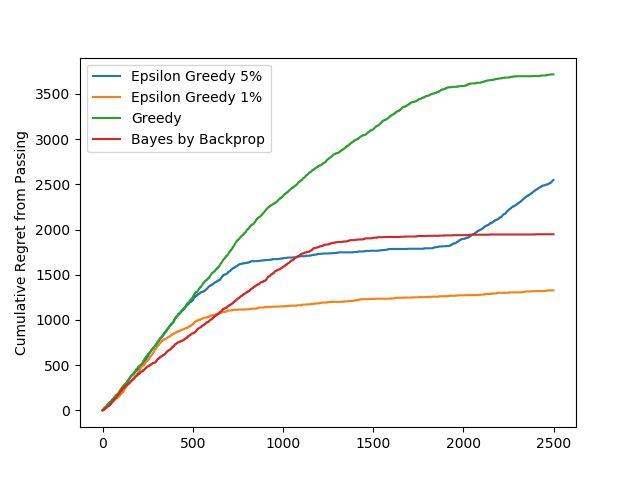 Epsilon Greedy 5%
Epsilon Greedy 1%
Greedy
Bayes by Backprop
Cumulative Regret from Passing
3500
3000
2500
2000
1500
1000
500
0
0 500 1000 1500 2000 2500